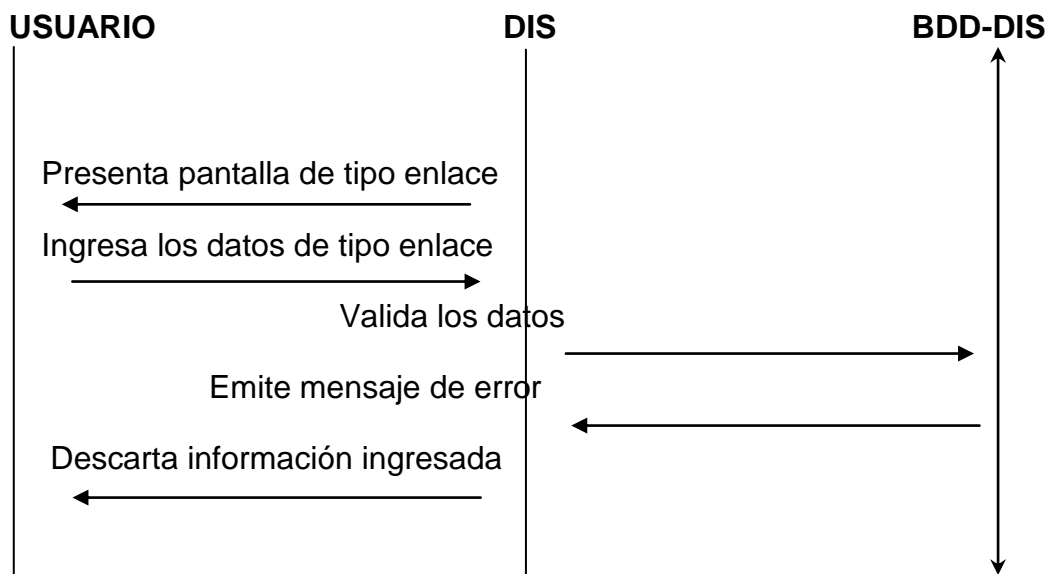 USUARIO DIS BDD-DIS
Presenta pantalla de tipo enlace
Ingresa los datos de tipo enlace
Valida los datos
Emite mensaje de error
Descarta información ingresada